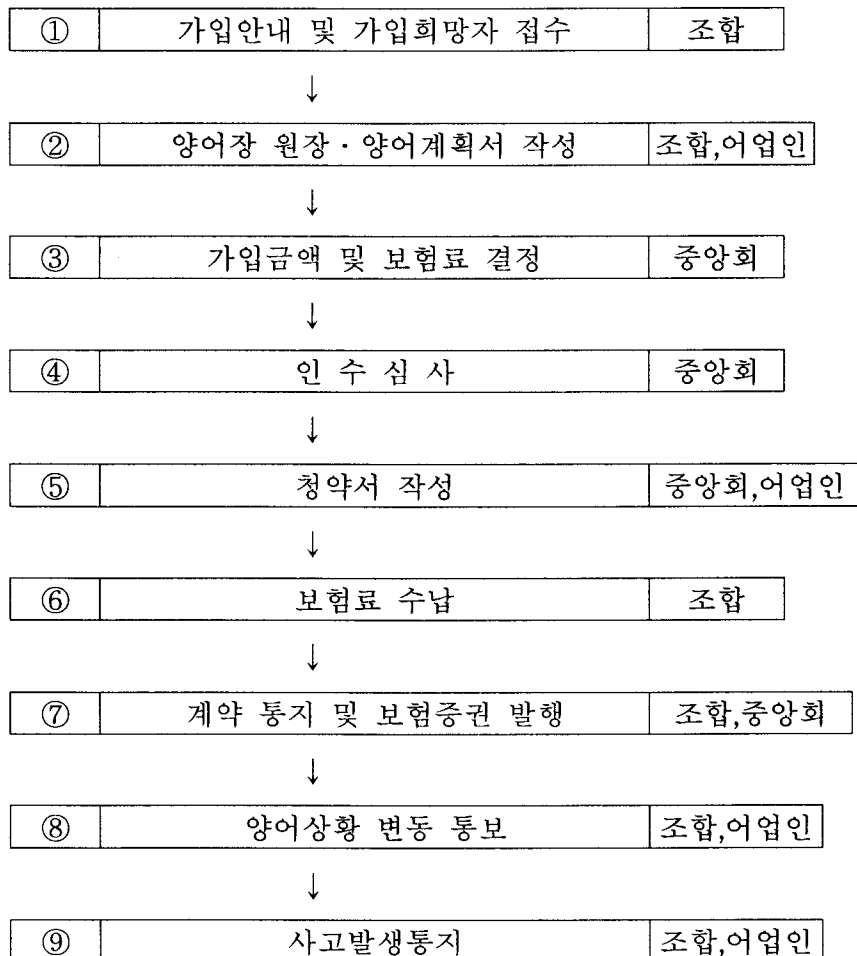 ① 가입안내 및 가입희망자 접수 조합
↓
② 양어장 원장·양어계획서 작성 조합,어업인
↓
③ 가입금액 및 보험료 결정 중앙회
↓
④ 인 수 심 사 중앙회
↓
⑤ 청약서 작성 중앙회,어업인
↓
⑥ 보험료 수납 조합
↓
⑦ 계약 통지 및 보험증권 발행 조합,중앙회
↓
⑧ 양어상황 변동 통보 조합,어업인
↓
⑨ 사고발생통지 조합,어업인